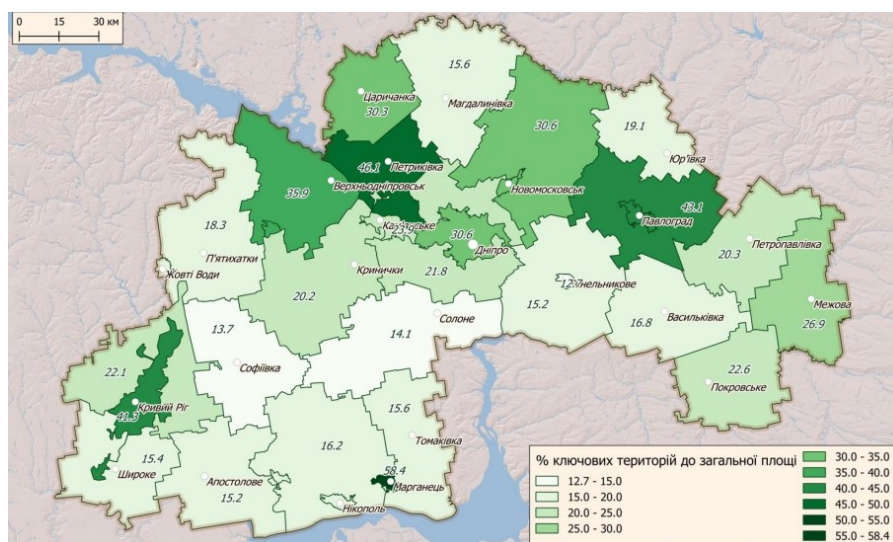 0 15 30 км
15.6
Царичанка
30.3
Магдалинівка
30.6
19.1
Юр'ївка
46.1
Петриківка
35.9
Верхньодніпровськ
Новомосковськ
43.1
Павлоград
18.3
30.6
Дніпро
Петропавлівка
20.3
П'ятихатки
Жовті Води
Кринички
21.8
20.2
15.2
Межова
26.9
16.8
Васильківка
13.7
14.1
Солоне
Софіївка
22.1
22.6
Покровське
41.3
Кривий Ріг
15.6
Томаківка
16.2
15.4
Широке
Апостолове
15.2
58.4
Марганець
Нікополь
% ключових територій до загальної площі
12.7 - 15.0
15.0 - 20.0
20.0 - 25.0
25.0 - 30.0
30.0 - 35.0
35.0 - 40.0
40.0 - 45.0
45.0 - 50.0
50.0 - 55.0
55.0 - 58.4